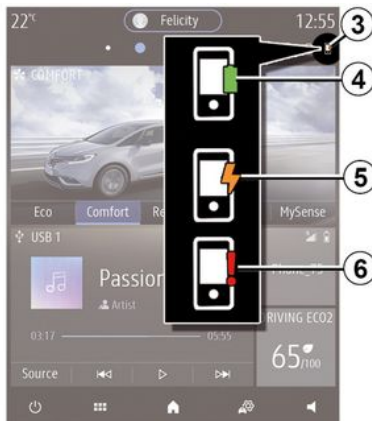 22°C
Felicity
12:55
3
COMFORT
4
Eco
Comfort
MySense
5
USB 1
Passion
Artist
6
03:17
05:55
RIVING ECO2
65/100
Source